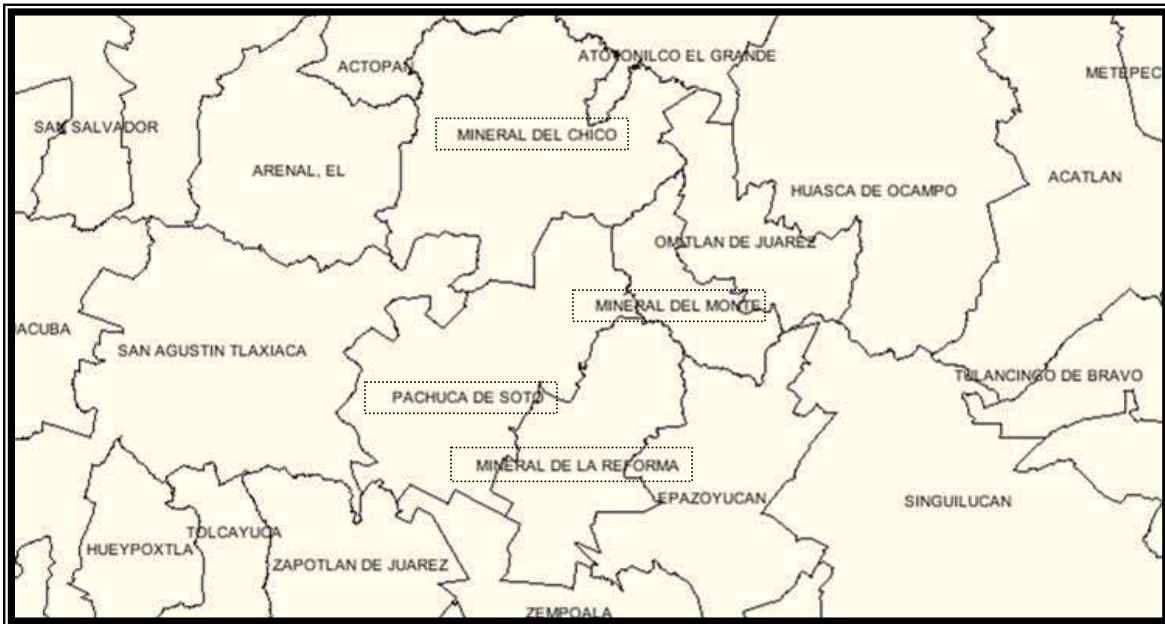 ATOTONILCO EL GRANDE
ACTOPAN
METEPEC
SAN SALVADOR
MINERAL DEL CHICO
ARENAL, EL
ACATLAN
HUASCA DE OCAMPO
OMITLAN DE JUAREZ
MINERAL DEL MONTE
ACUBA
SAN AGUSTIN TLAXIACA
TULANCINGO DE BRAVO
PACHUCA DE SOTO
MINERAL DE LA REFORMA
EPAZOYUCAN
SINGUILUCAN
TOLCAYUCA
HUEYPOXTLA
ZAPOTLAN DE JUAREZ
ZEMPOALA